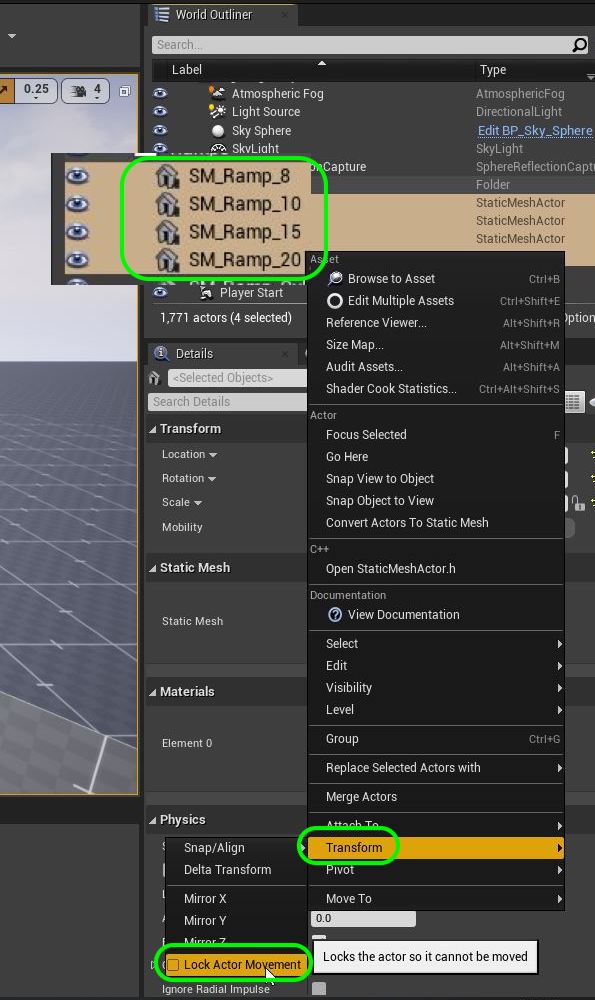 World Outliner
Search...
Label
Type
0.25
4
Atmospheric Fog
AtmosphericFog
Light Source
DirectionalLight
Sky Sphere
Edit BP_Sky_Sphere
SkyLight
SkyLight
Capture
SphereReflectionCaptu
Folder
SM_Ramp_8
StaticMeshActor
SM_Ramp_10
StaticMeshActor
SM_Ramp_15
StaticMeshActor
SM_Ramp_20
Player Start
1,771 actors (4 selected)
Option
Details
<Selected Objects>
Search Details
Transform
Location
Rotation
Scale
Mobility
Static Mesh
Static Mesh
Materials
Element 0
Physics
Asset
Browse to Asset Ctrl+B
Edit Multiple Assets Ctrl+Shift+E
Reference Viewer... Alt+Shift+R
Size Map... Alt+Shift+M
Audit Assets... Alt+Shift+A
Shader Cook Statistics... Ctrl+Alt+Shift+S
Actor
Focus Selected F
Go Here
Snap View to Object
Snap Object to View
Convert Actors To Static Mesh
C++
Open StaticMeshActor.h
Documentation
View Documentation
Select
Edit
Visibility
Level
Group Ctrl+G
Replace Selected Actors with
Merge Actors
Attach To
Transform
Pivot
Move To
0.0
Snap/Align
Delta Transform
Mirror X
Mirror Y
Mirror Z
Lock Actor Movement
Locks the actor so it cannot be moved
Ignore Radial Impulse